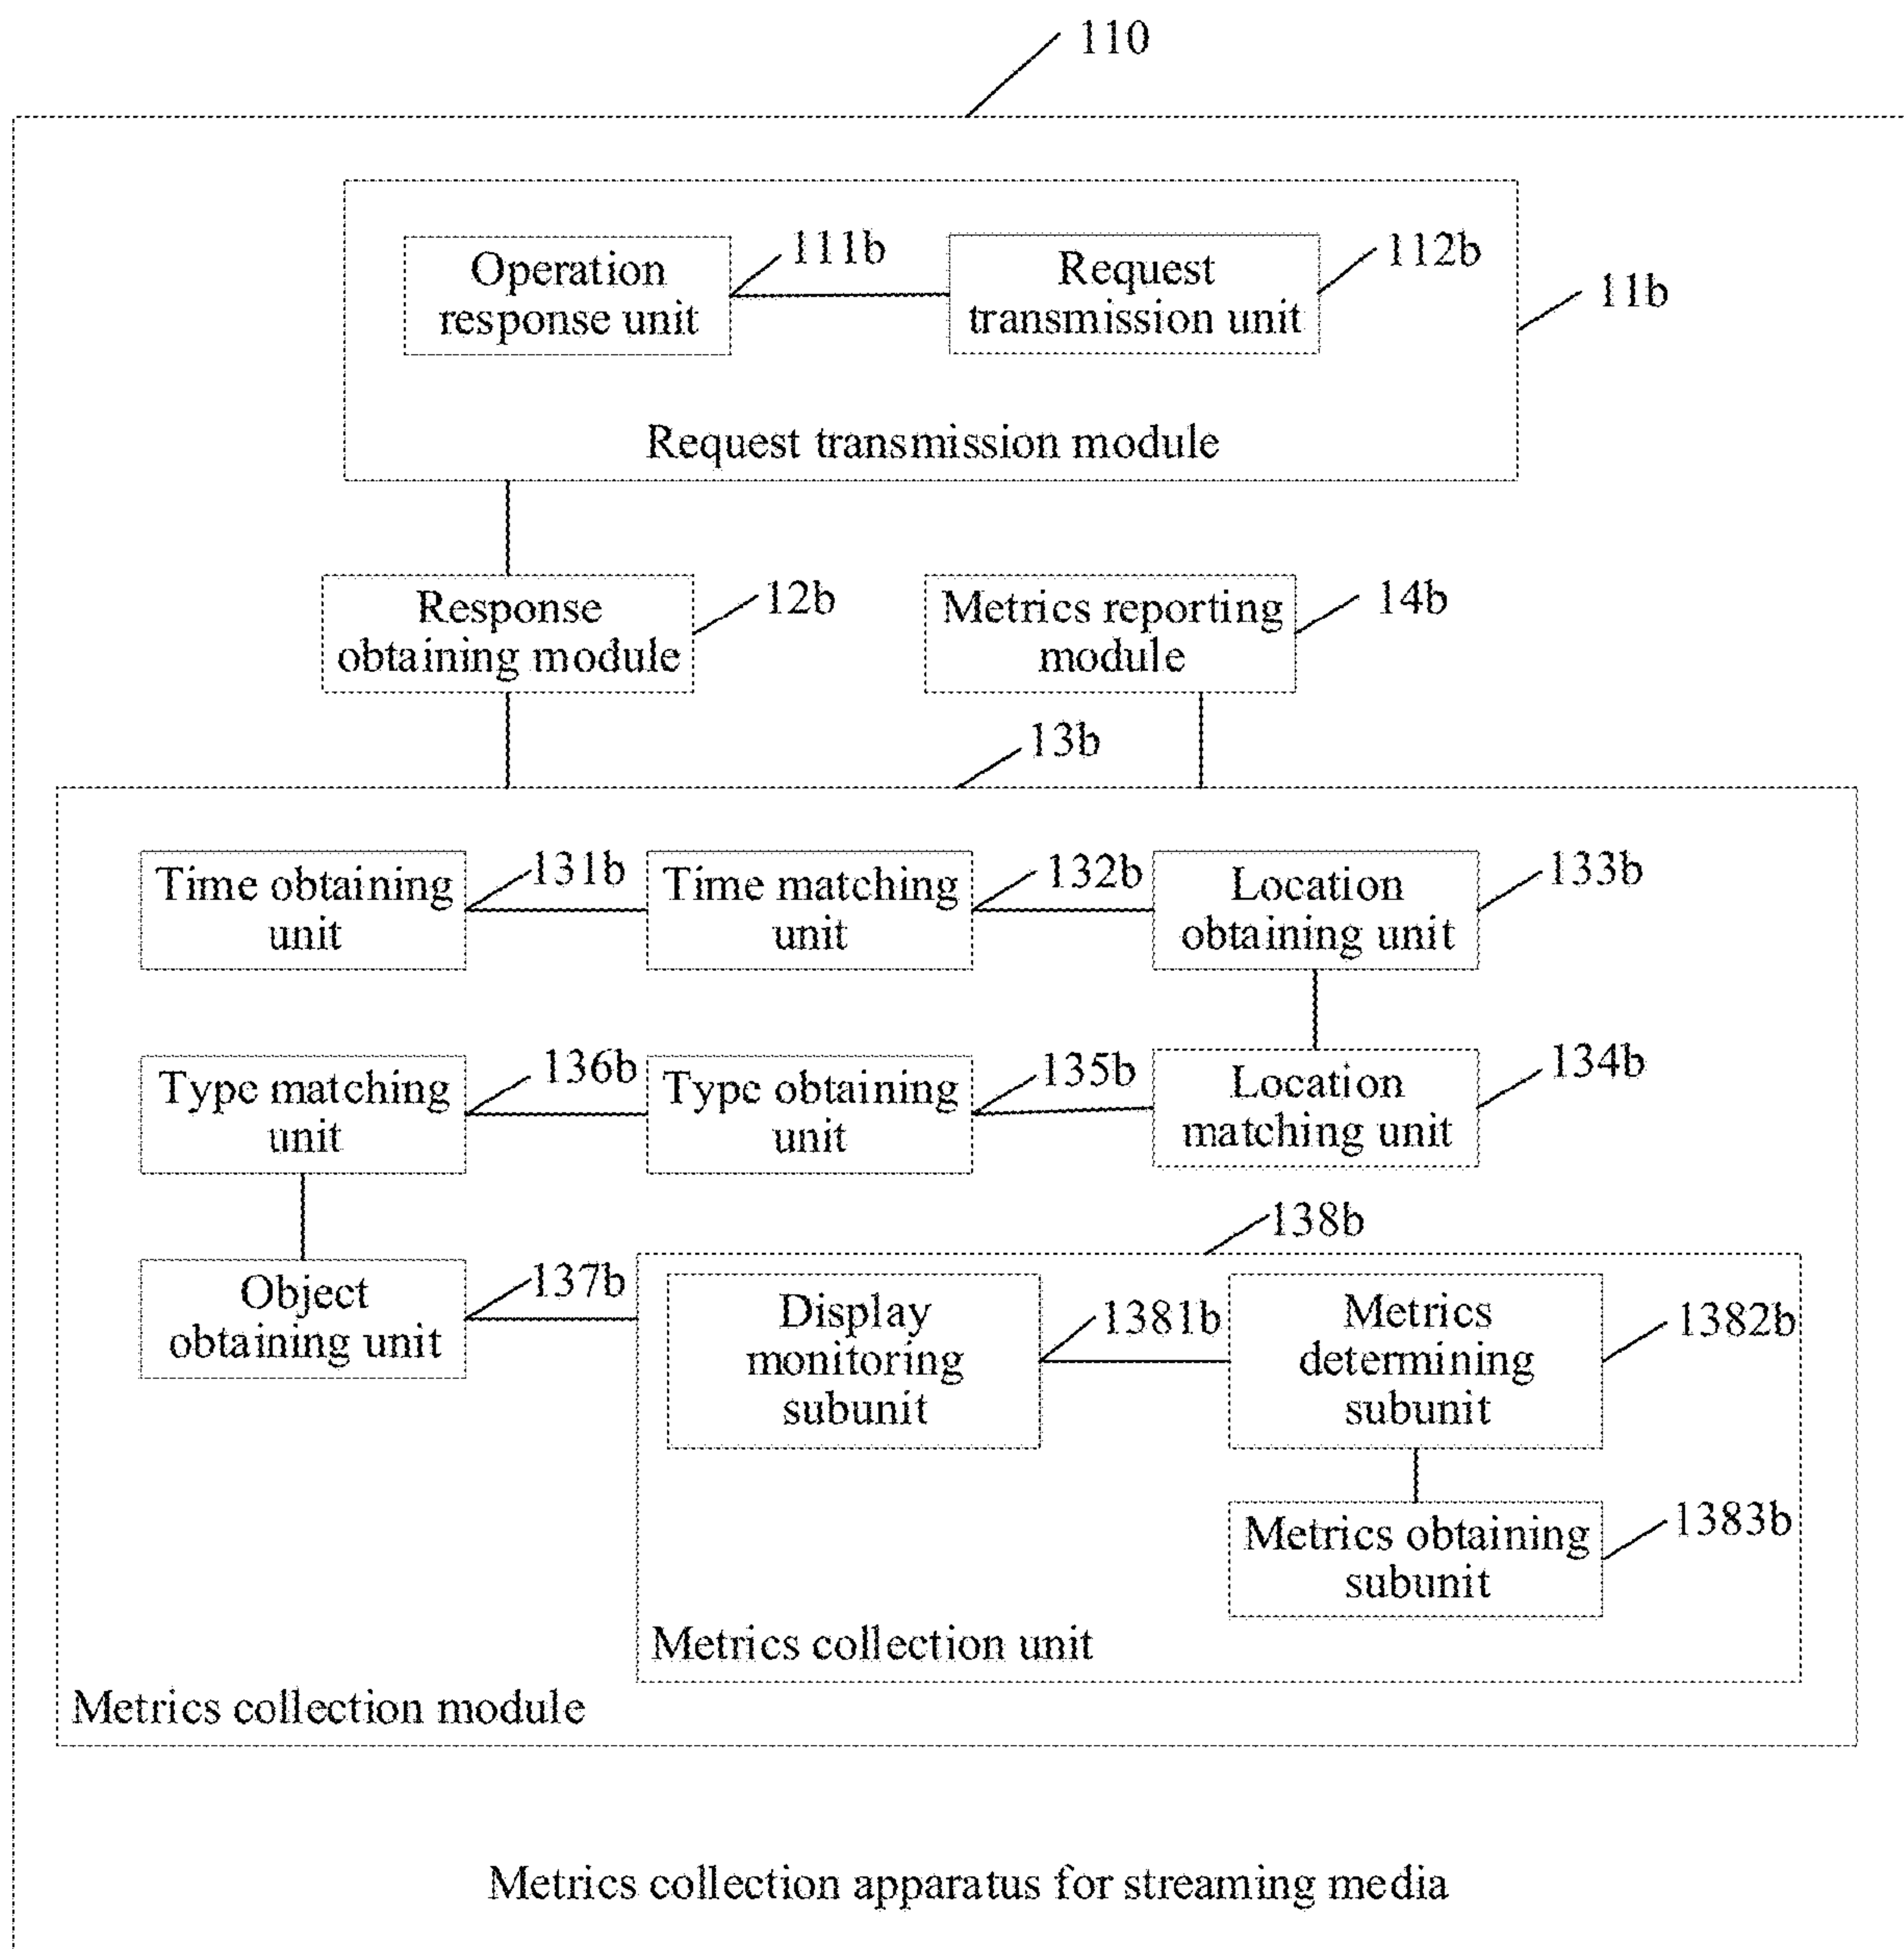 110
Operation
response unit
111b
Request
transmission unit
112b
11b
Request transmission module
Response
obtaining module
12b
Metrics reporting
module
14b
13b
Time obtaining
unit
131b
Time matching
unit
132b
Location
obtaining unit
133b
Type matching
unit
136b
Type obtaining
unit
135b
Location
matching unit
134b
138b
Object
obtaining unit
137b
Display
monitoring
subunit
1381b
Metrics
determining
subunit
1382b
Metrics obtaining
subunit
1383b
Metrics collection unit
Metrics collection module
Metrics collection apparatus for streaming media